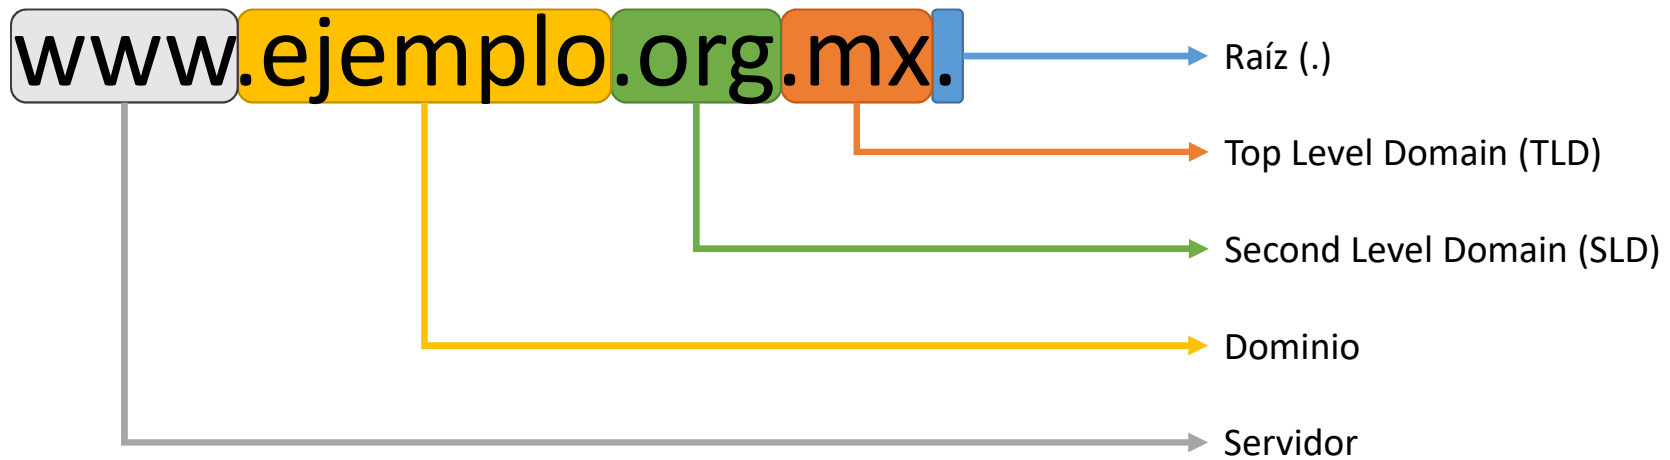 www.ejemplo.org.mx.
Raíz (.)
Top Level Domain (TLD)
Second Level Domain (SLD)
Dominio
Servidor